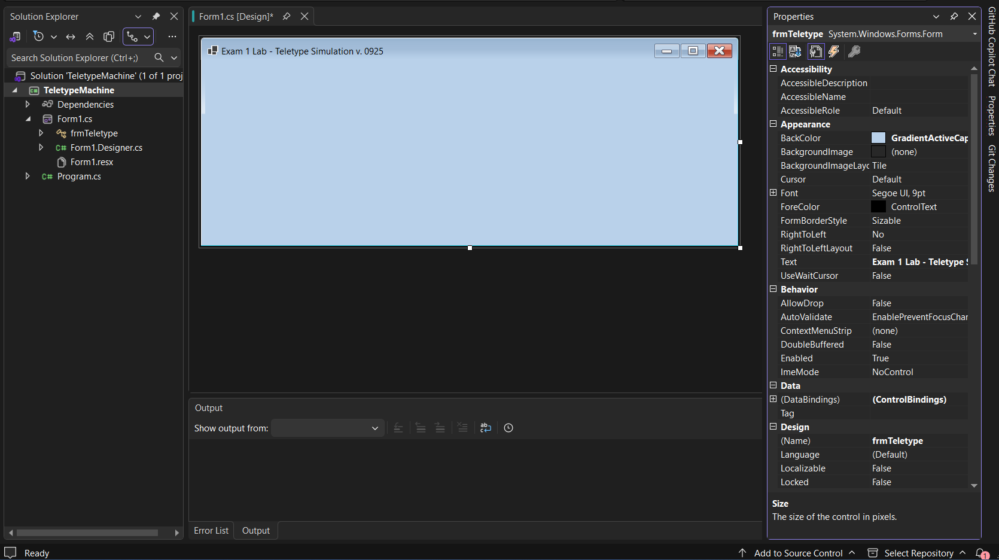 Solution Explorer
Search Solution Explorer (Ctrl+;)
Solution 'TeletypeMachine' (1 of 1 proj
TeletypeMachine
Dependencies
Form1.cs
frmTeletype
C# Form1.Designer.cs
Form1.resx
C# Program.cs
Form1.cs [Design]*
Exam 1 Lab - Teletype Simulation v. 0925
Output
Show output from:
Error List
Output
Properties
frmTeletype System.Windows.Forms.Form
Accessibility
AccessibleDescription
AccessibleName
AccessibleRole Default
Appearance
BackColor GradientActiveCap
BackgroundImage (none)
BackgroundImageLayo Tile
Cursor Default
Font Segoe UI, 9pt
ForeColor ControlText
FormBorderStyle Sizable
RightToLeft No
RightToLeftLayout False
Text Exam 1 Lab - Teletype S
UseWaitCursor False
Behavior
AllowDrop False
AutoValidate EnablePreventFocusChan
ContextMenuStrip (none)
DoubleBuffered False
Enabled True
ImeMode NoControl
Data
(DataBindings) (ControlBindings)
Tag
Design
(Name) frmTeletype
Language (Default)
Localizable False
Locked False
Size
The size of the control in pixels.
GitHub Copilot Chat
Properties
Git Changes
Ready
Add to Source Control
Select Repository
1